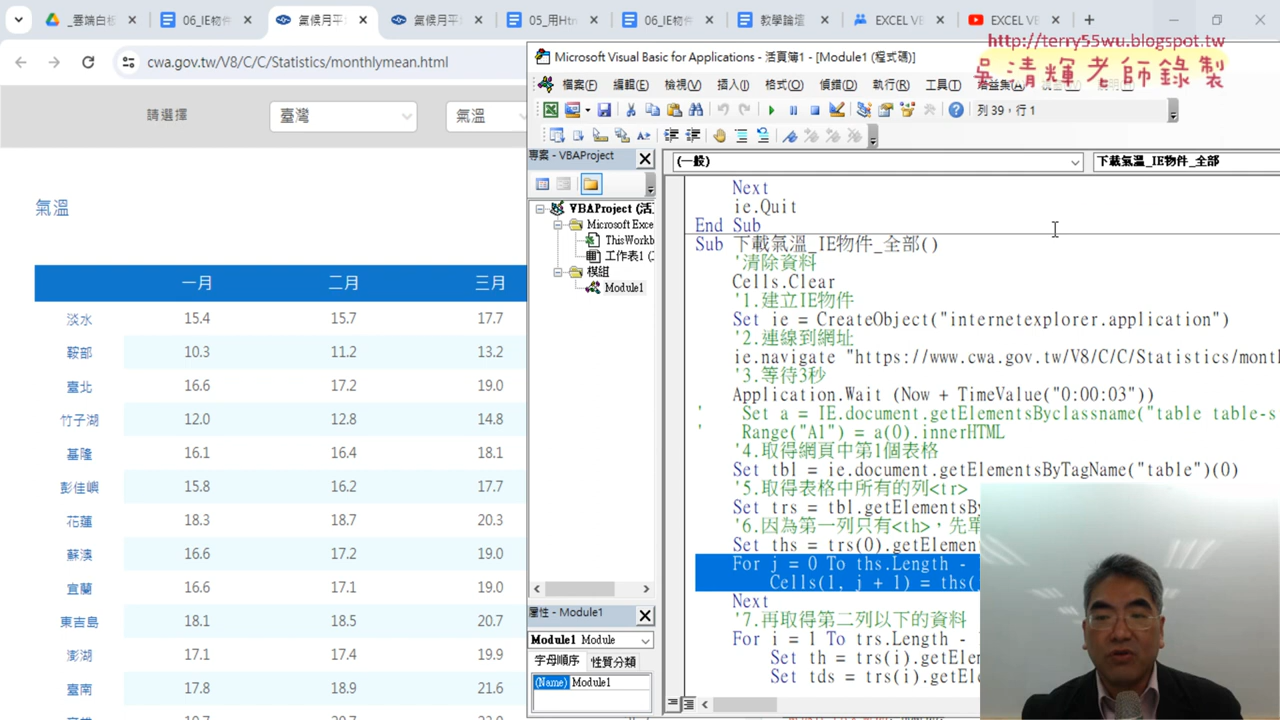 _雲端白板
06_IE物件
氣候月平
氣候月平
05_用Htm
06_IE物件
教學論壇
EXCEL VB
EXCEL VB
cwa.gov.tw/V8/C/C/Statistics/monthlymean.html
http://terry55wu.blogspot.tw
吳清輝老師錄製
請選擇
臺灣
氣溫
氣溫
一月 二月 三月
淡水 15.4 15.7 17.7
鞍部 10.3 11.2 13.2
臺北 16.6 17.2 19.0
竹子湖 12.0 12.8 14.8
基隆 16.1 16.4 18.1
彭佳嶼 15.8 16.2 17.7
花蓮 18.3 18.7 20.3
蘇澳 16.6 17.2 19.0
宜蘭 16.6 17.1 19.0
東吉島 18.1 18.5 20.7
澎湖 17.1 17.4 19.9
臺南 17.8 18.9 21.6
Microsoft Visual Basic for Applications - 活頁簿1 - [Module1 (程式碼)]
檔案(F) 編輯(E) 檢視(V) 插入(I) 格式(O) 偵錯(D) 執行(R) 工具(T)
列 39，行 1
專案 - VBAProject
VBAProject (活
Microsoft Exce
ThisWorkb
工作表1 (
模組
Module1
屬性 - Module1
Module1 Module
字母順序 性質分類
(Name) Module1
(一般)
下載氣溫_IE物件_全部
Next
ie.Quit
End Sub
Sub 下載氣溫_IE物件_全部()
'清除資料
Cells.Clear
'1.建立IE物件
Set ie = CreateObject("internetexplorer.application")
'2.連線到網址
ie.navigate "https://www.cwa.gov.tw/V8/C/C/Statistics/mont
'3.等待3秒
Application.Wait (Now + TimeValue("0:00:03"))
' Set a = IE.document.getElementsByclassname("table table-s
' Range("A1") = a(0).innerHTML
'4.取得網頁中第1個表格
Set tbl = ie.document.getElementsByTagName("table")(0)
'5.取得表格中所有的列<tr>
Set trs = tbl.getElementsBy
'6.因為第一列只有<th>，先單
Set ths = trs(0).getElemen
For j = 0 To ths.Length -
Cells(1, j + 1) = ths(
Next
'7.再取得第二列以下的資料
For i = 1 To trs.Length -
Set th = trs(i).getElem
Set tds = trs(i).getEle